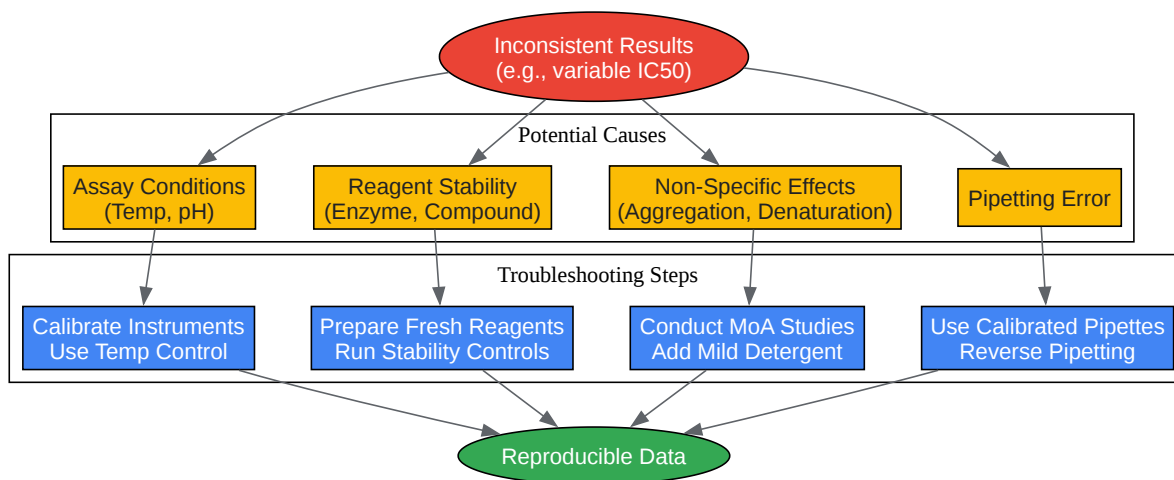 Inconsistent Results
(e.g., variable IC50)
Potential Causes
Assay Conditions
(Temp, pH)
Reagent Stability
(Enzyme, Compound)
Non-Specific Effects
(Aggregation, Denaturation)
Pipetting Error
Troubleshooting Steps
Calibrate Instruments
Use Temp Control
Prepare Fresh Reagents
Run Stability Controls
Conduct MoA Studies
Add Mild Detergent
Use Calibrated Pipettes
Reverse Pipetting
Reproducible Data